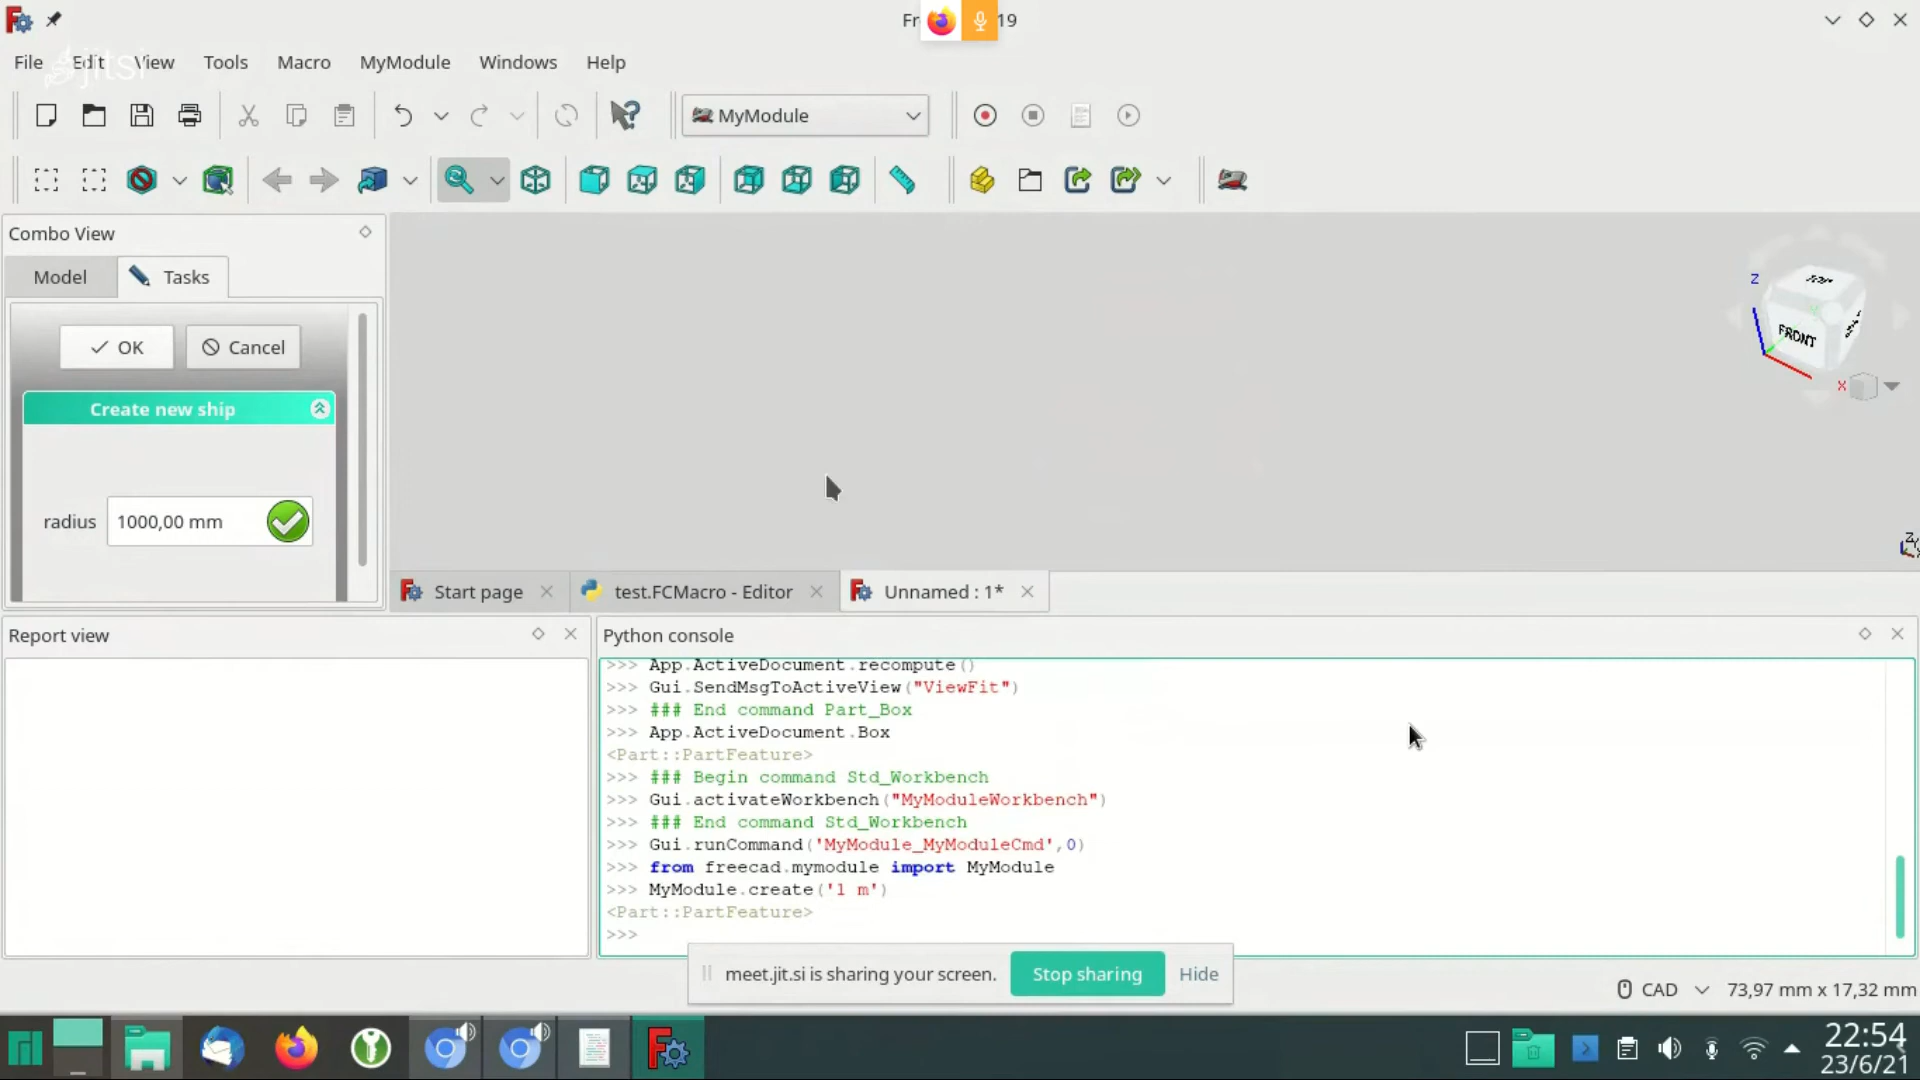 Fr 19
File Edit View Tools Macro MyModule Windows Help
jitsi
MyModule
Combo View
Model Tasks
OK Cancel
Create new ship
radius 1000,00 mm
Z
FRONT
X
Start page test.FCMacro - Editor Unnamed : 1*
Report view
Python console
>>> App.ActiveDocument.recompute()
>>> Gui.SendMsgToActiveView("ViewFit")
>>> ### End command Part_Box
>>> App.ActiveDocument.Box
<Part::PartFeature>
>>> ### Begin command Std_Workbench
>>> Gui.activateWorkbench("MyModuleWorkbench")
>>> ### End command Std_Workbench
>>> Gui.runCommand('MyModule_MyModuleCmd',0)
>>> from freecad.mymodule import MyModule
>>> MyModule.create('1 m')
<Part::PartFeature>
>>>
meet.jit.si is sharing your screen. Stop sharing Hide
CAD 73,97 mm x 17,32 mm
22:54
23/6/21